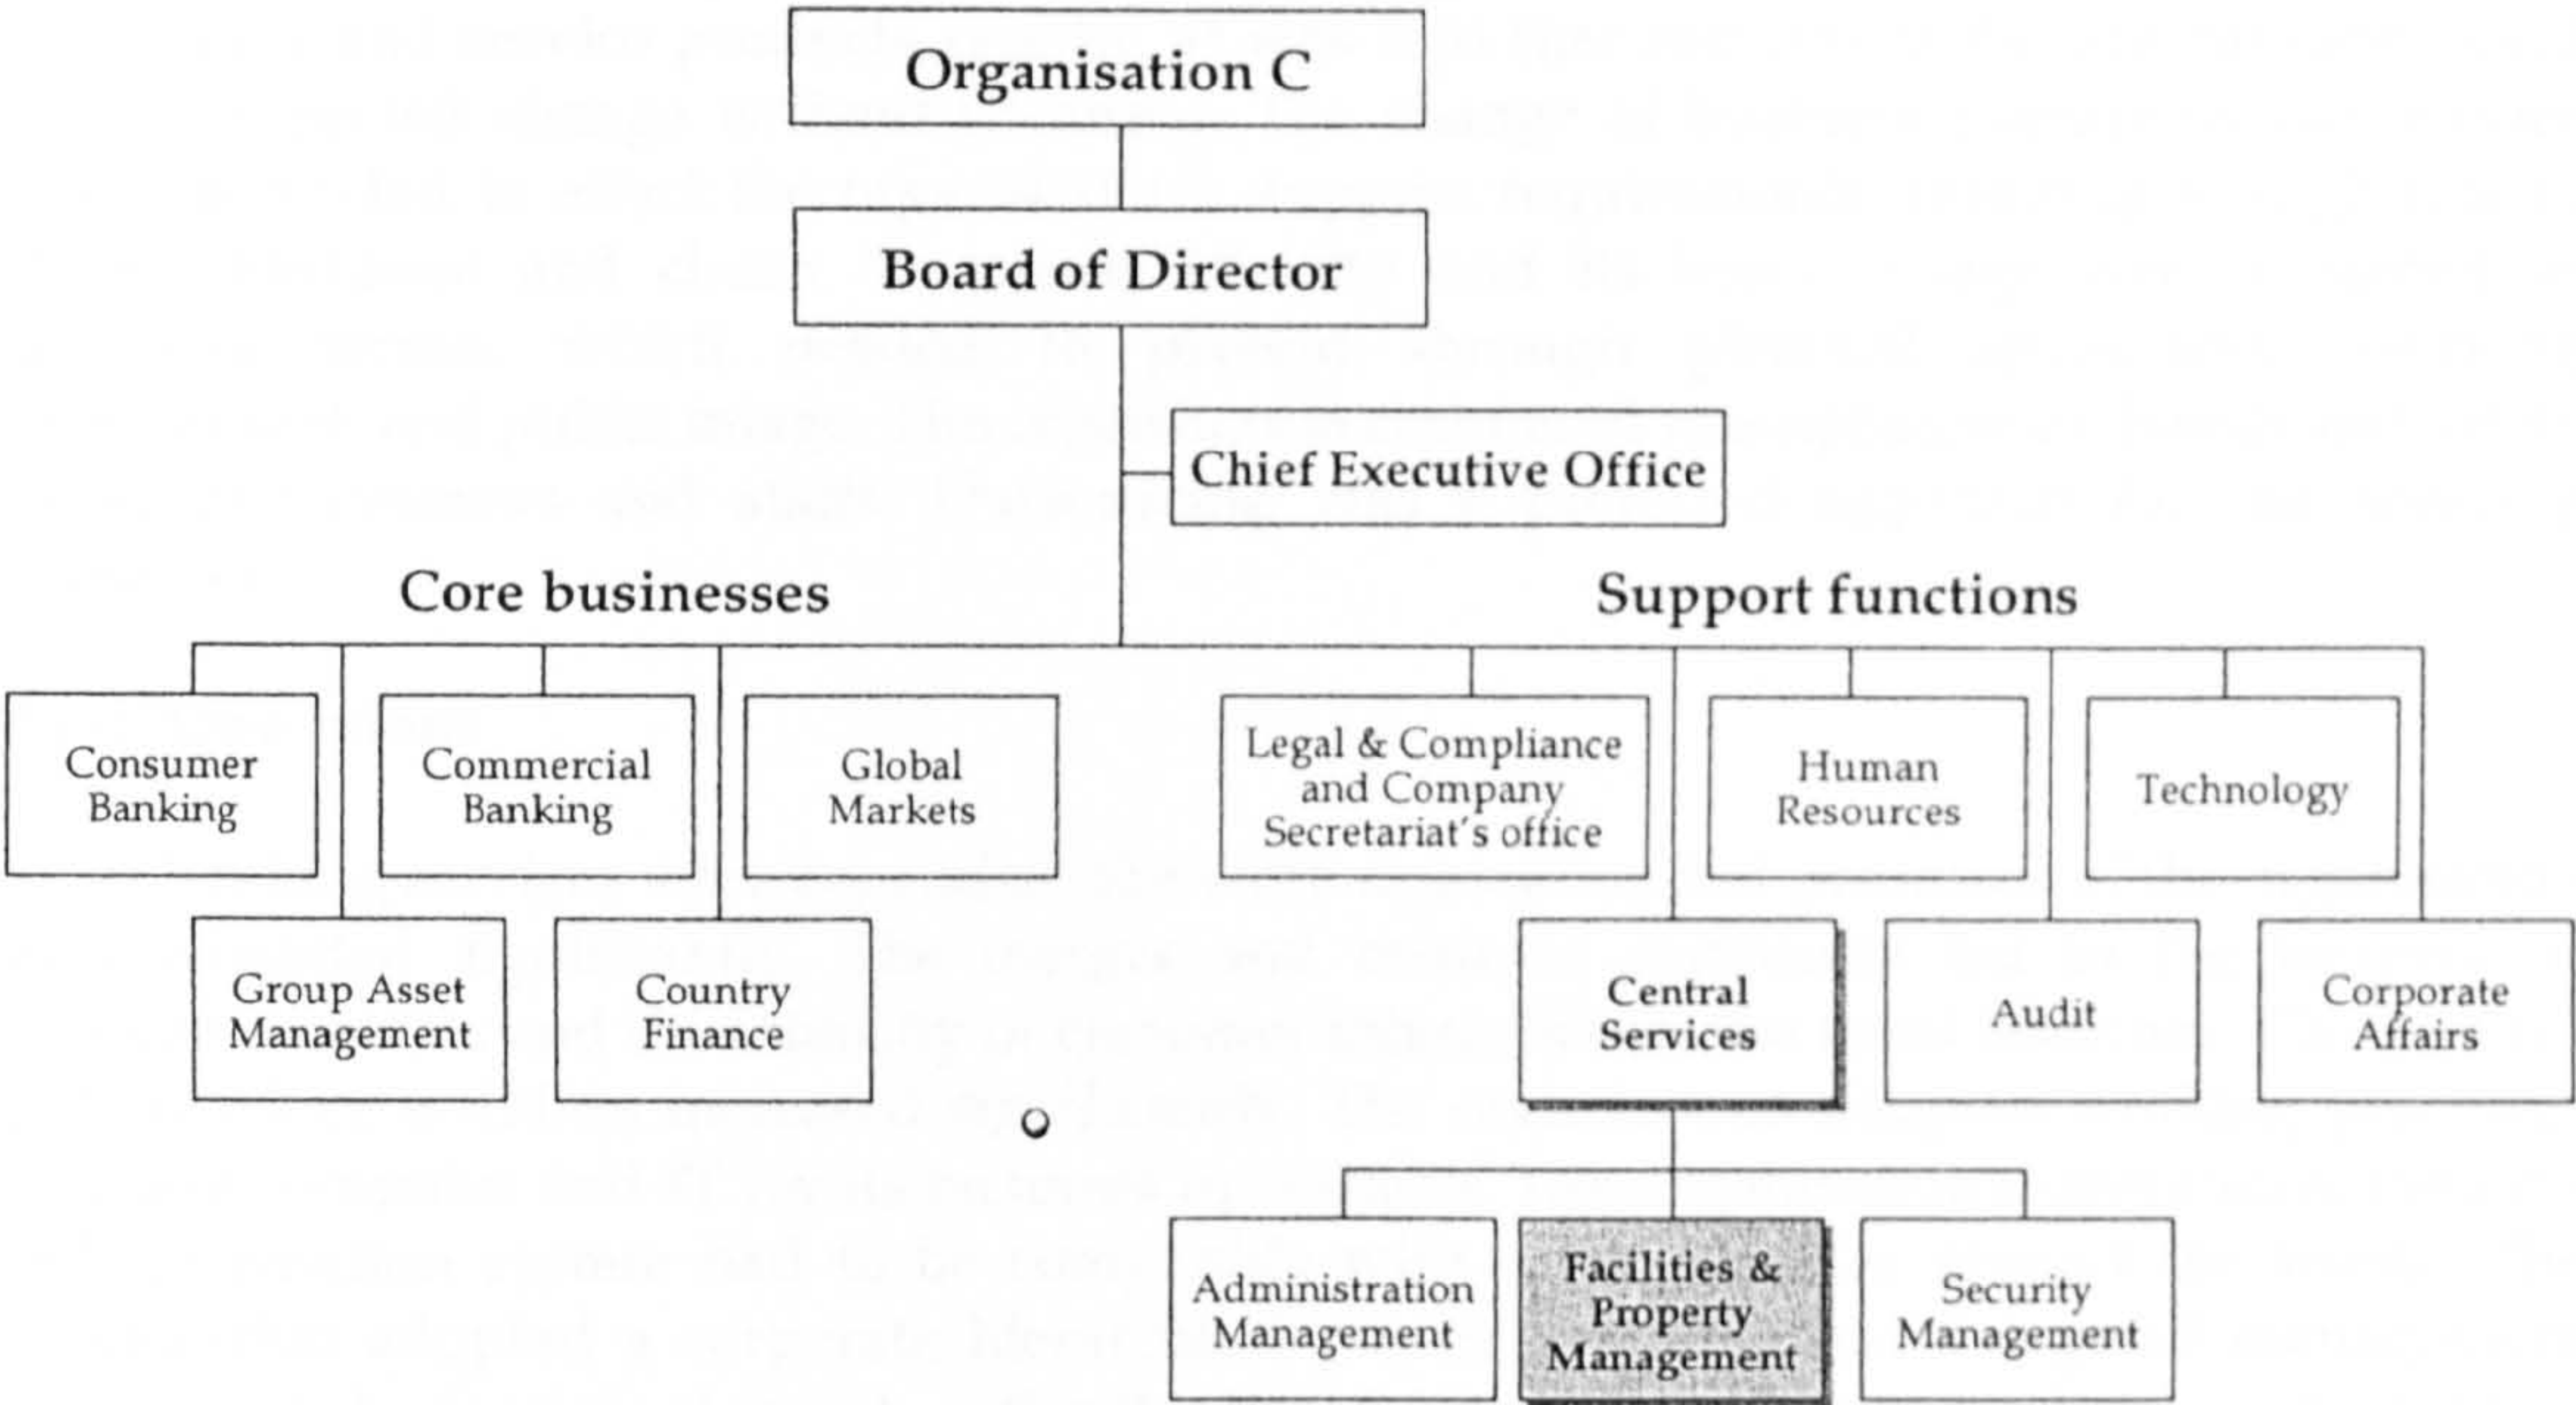 Organisation C
Board of Director
Chief Executive Office
Core businesses
Support functions
Consumer
Banking
Commercial
Banking
Global
Markets
Legal & Compliance
and Company
Secretariat's office
Human
Resources
Technology
Group Asset
Management
Country
Finance
Central
Services
Audit
Corporate
Affairs
Administration
Management
Facilities &
Property
Management
Security
Management